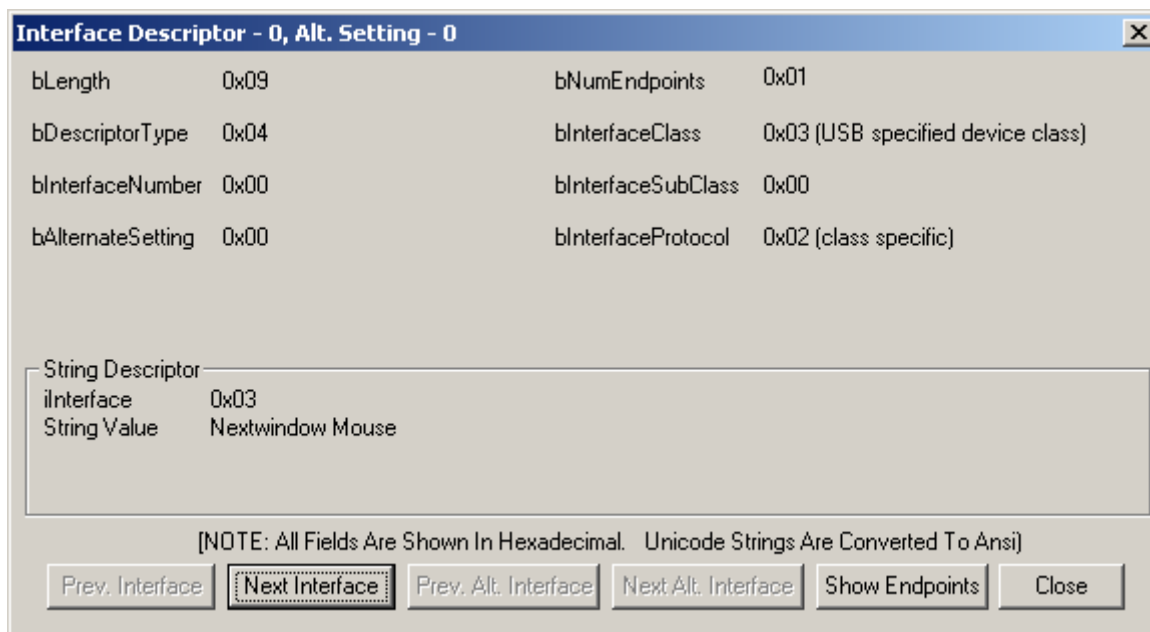 Interface Descriptor - 0, Alt. Setting - 0
bLength 0x09 bNumEndpoints 0x01
bDescriptorType 0x04 bInterfaceClass 0x03 (USB specified device class)
bInterfaceNumber 0x00 bInterfaceSubClass 0x00
bAlternateSetting 0x00 bInterfaceProtocol 0x02 (class specific)
String Descriptor
iInterface 0x03
String Value Nextwindow Mouse
[NOTE: All Fields Are Shown In Hexadecimal. Unicode Strings Are Converted To Ansi)
Prev. Interface Next Interface Prev. Alt. Interface Next Alt. Interface Show Endpoints Close